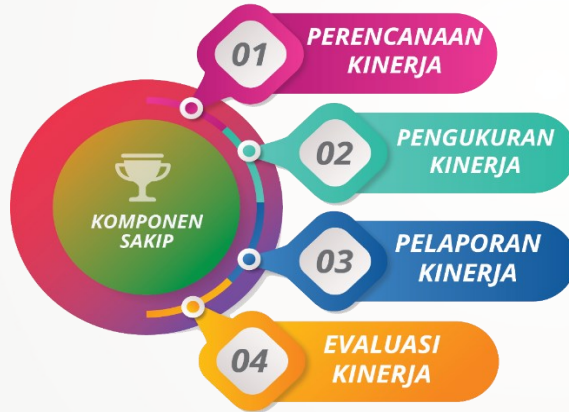 KOMPONEN
SAKIP
01
PERENCANAAN
KINERJA
02
PENGUKURAN
KINERJA
03
PELAPORAN
KINERJA
04
EVALUASI
KINERJA